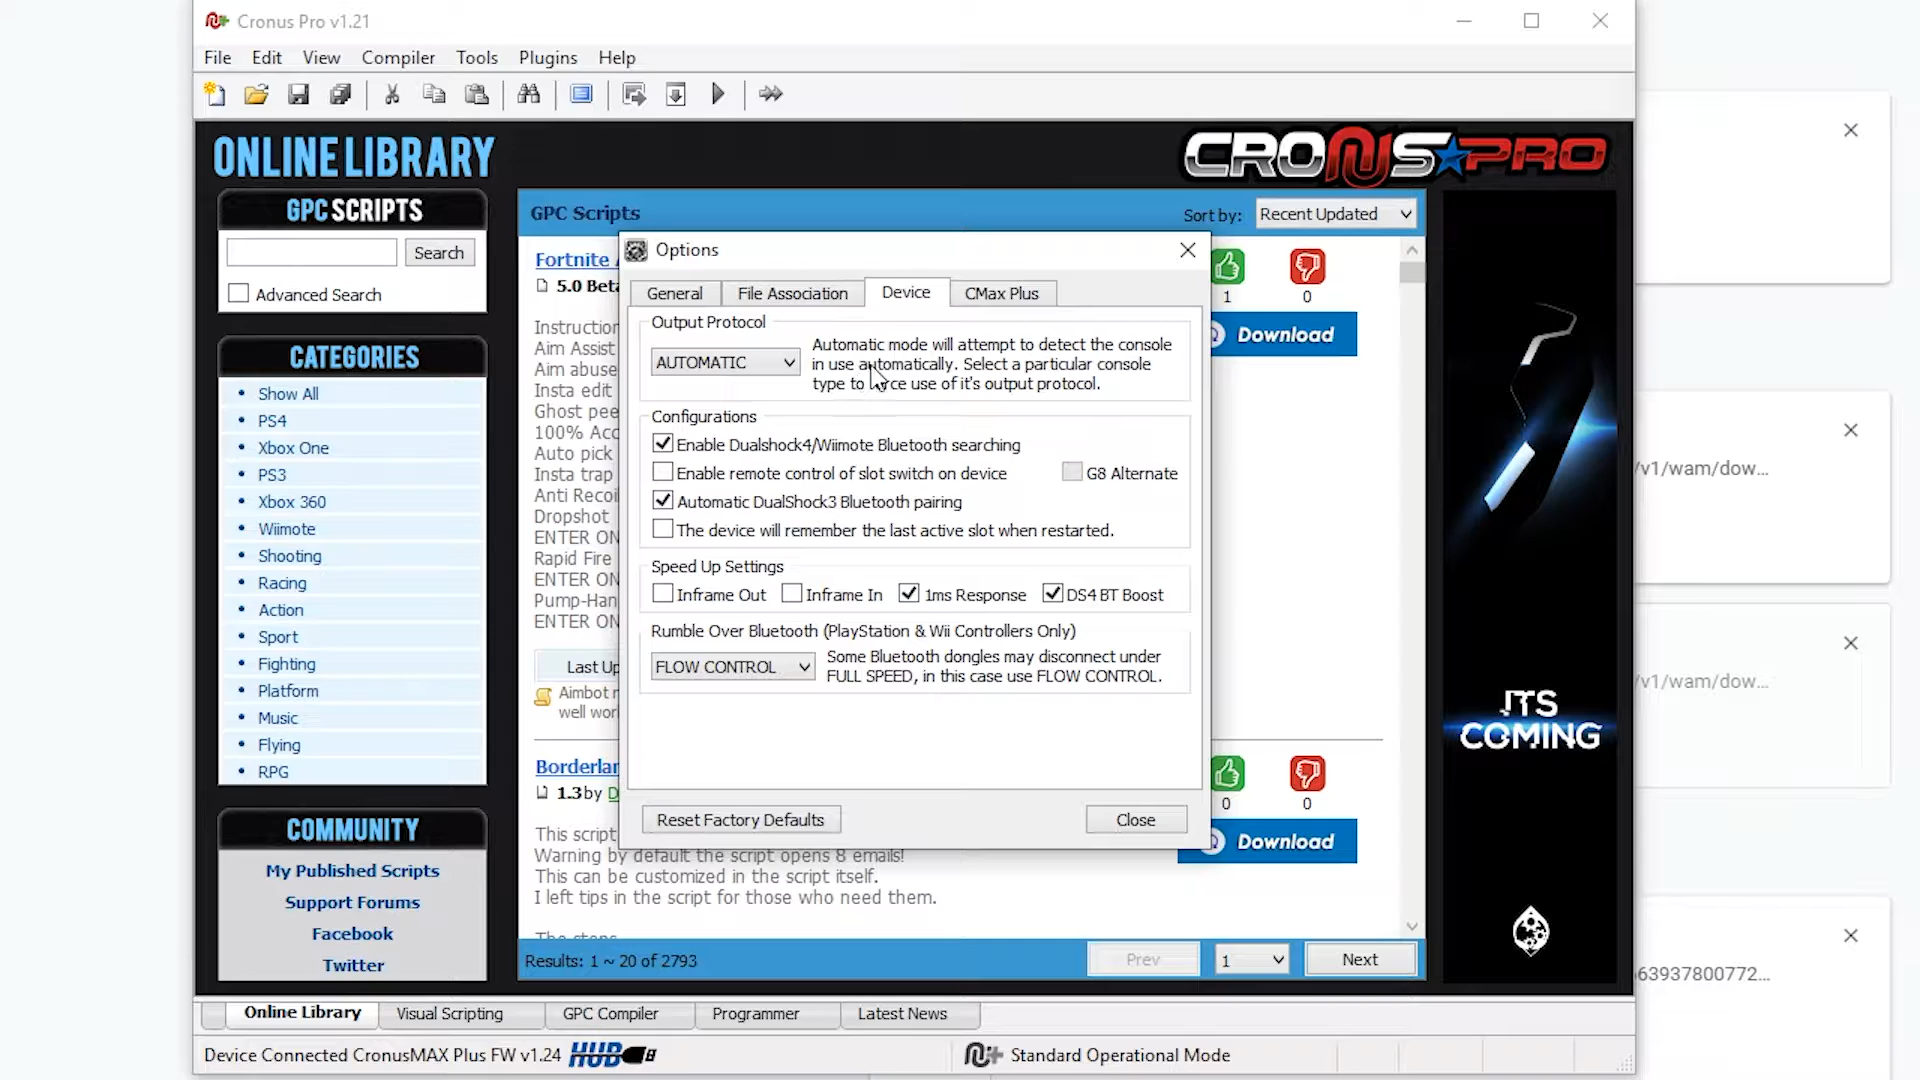 Cronus Pro v1.21
File Edit View Compiler Tools Plugins Help
ONLINE LIBRARY
CRONUS PRO
GPC SCRIPTS
Search
Advanced Search
CATEGORIES
Show All
PS4
Xbox One
PS3
Xbox 360
Wiimote
Shooting
Racing
Action
Sport
Fighting
Platform
Music
Flying
RPG
COMMUNITY
My Published Scripts
Support Forums
Facebook
Twitter
GPC Scripts
Sort by: Recent Updated
Fortnite
5.0 Beta
1 0
Download
Instruction
Aim Assist
Aim abuse
Insta edit
Ghost pee
100% Acc
Auto pick
Insta trap
Anti Recoi
Dropshot
ENTER ON
Rapid Fire
ENTER ON
Pump-Han
ENTER ON
Last Up
Aimbot
well wor
Borderlan
1.3 by D
0 0
Download
This script
Warning by default the script opens 8 emails!
This can be customized in the script itself.
I left tips in the script for those who need them.
The steps
Results: 1 ~ 20 of 2793
Prev 1 Next
Options
General File Association Device CMax Plus
Output Protocol
AUTOMATIC
Automatic mode will attempt to detect the console
in use automatically. Select a particular console
type to force use of it's output protocol.
Configurations
Enable Dualshock4/Wiimote Bluetooth searching
Enable remote control of slot switch on device G8 Alternate
Automatic DualShock3 Bluetooth pairing
The device will remember the last active slot when restarted.
Speed Up Settings
Inframe Out Inframe In 1ms Response DS4 BT Boost
Rumble Over Bluetooth (PlayStation & Wii Controllers Only)
FLOW CONTROL
Some Bluetooth dongles may disconnect under
FULL SPEED, in this case use FLOW CONTROL.
Reset Factory Defaults Close
ITS
COMING
Online Library Visual Scripting GPC Compiler Programmer Latest News
Device Connected CronusMAX Plus FW v1.24 HUB
Standard Operational Mode
/v1/wam/dow...
/v1/wam/dow...
63937800772...